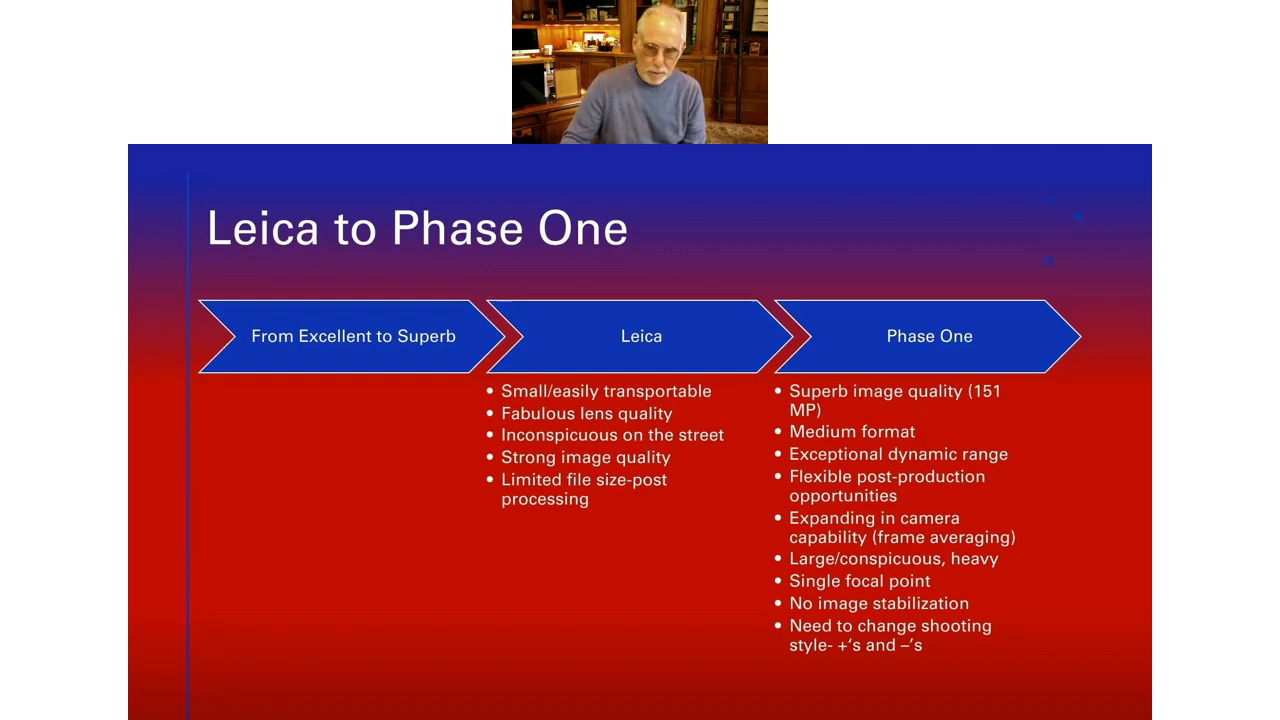 Leica to Phase One
From Excellent to Superb
Leica
• Small/easily transportable
• Fabulous lens quality
• Inconspicuous on the street
• Strong image quality
• Limited file size-post
processing
Phase One
• Superb image quality (151
MP)
• Medium format
• Exceptional dynamic range
• Flexible post-production
opportunities
• Expanding in camera
capability (frame averaging)
• Large/conspicuous, heavy
• Single focal point
• No image stabilization
• Need to change shooting
style- +‘s and –’s